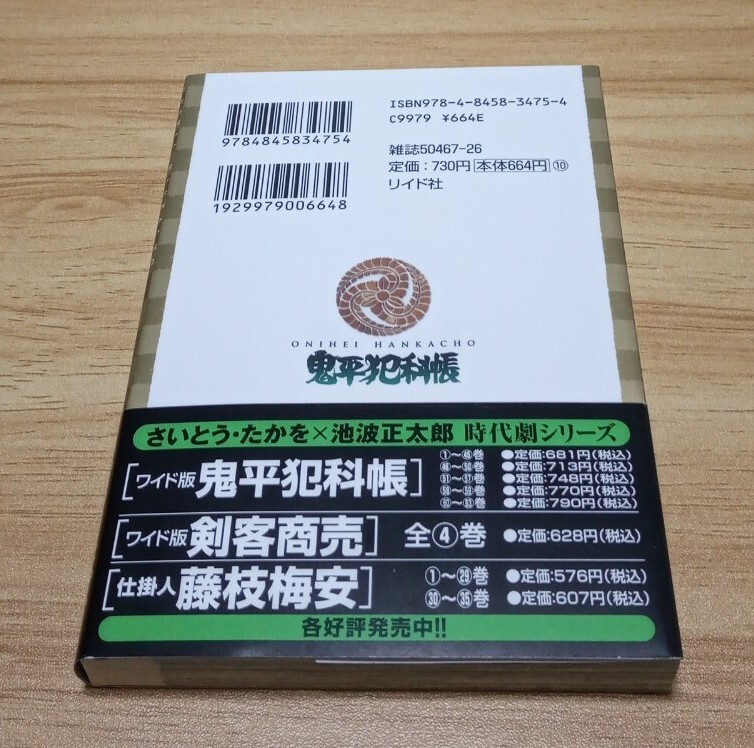 9784845834754
1929979006648
ISBN978-4-8458-3475-4
C9979 ¥664E
雑誌50467-26
定価：730円 本体664円 ⑩
リイド社
ONIHEI HANKACHO
鬼平犯科帳
さいとう・たかを×池波正太郎 時代劇シリーズ
[ワイド版 鬼平犯科帳]
●定価:681円(税込)
●定価:713円(税込)
●定価:748円(税込)
●定価:770円(税込)
●定価:790円(税込)
[ワイド版 剣客商売] 全④巻 ●定価:628円(税込)
[仕掛人 藤枝梅安]
①〜㉙巻 ●定価:576円(税込)
㉚〜㉟巻 ●定価:607円(税込)
各好評発売中!!